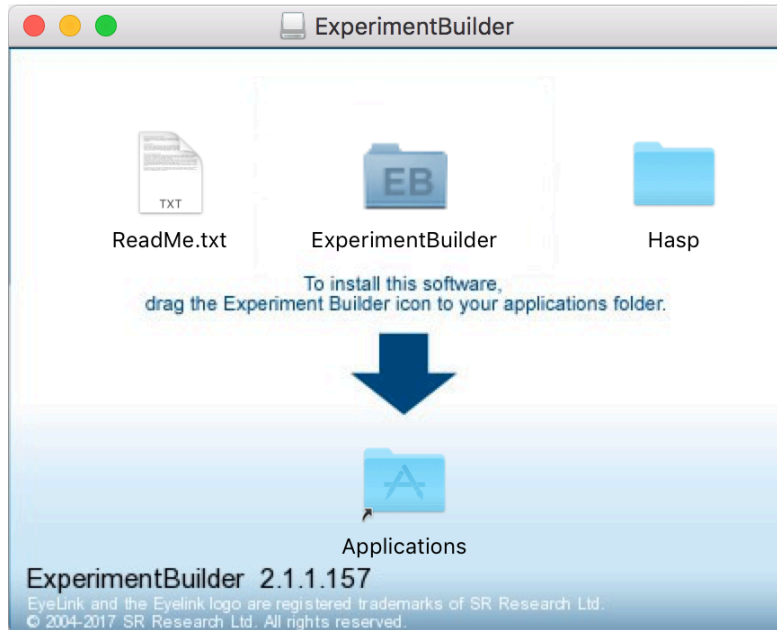 ExperimentBuilder
TXT
EB
ReadMe.txt
ExperimentBuilder
Hasp
To install this software,
drag the Experiment Builder icon to your applications folder.
Applications
ExperimentBuilder 2.1.1.157
EyeLink and the Eyelink logo are registered trademarks of SR Research Ltd.
© 2004-2017 SR Research Ltd. All rights reserved.